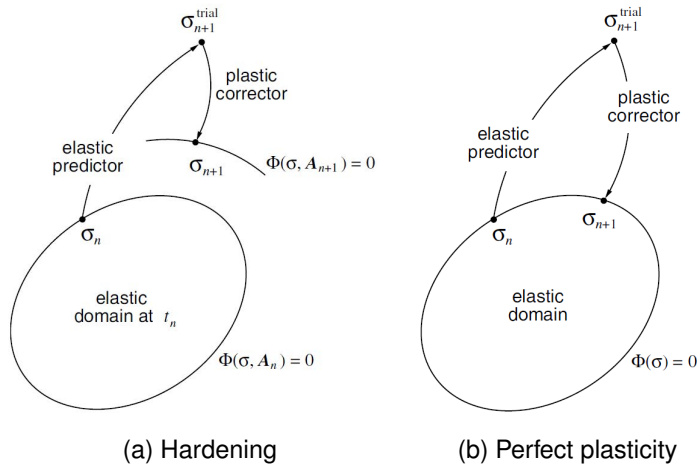 σ_{n+1}^{trial}
plastic
corrector
elastic
predictor
σ_{n+1}
Φ(σ, A_{n+1}) = 0
σ_n
elastic
domain at t_n
Φ(σ, A_n) = 0
(a) Hardening
σ_{n+1}^{trial}
plastic
corrector
elastic
predictor
σ_n
σ_{n+1}
elastic
domain
Φ(σ) = 0
(b) Perfect plasticity